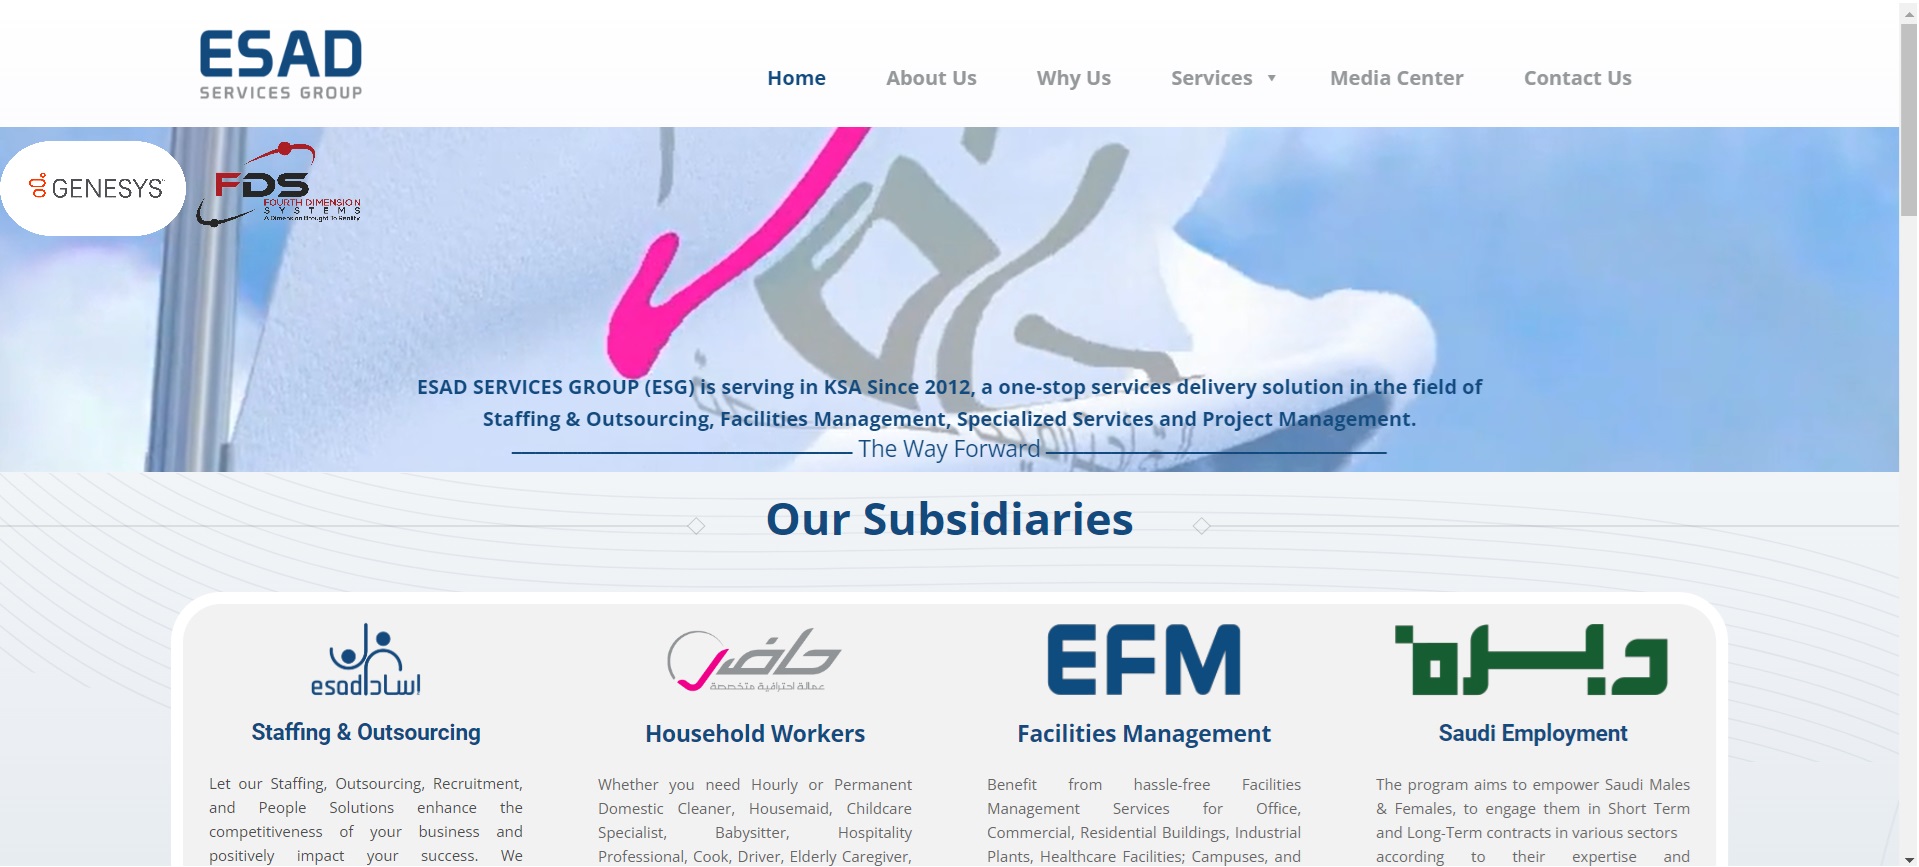 ESAD
SERVICES GROUP
Home
About Us
Why Us
Services
Media Center
Contact Us
GENESYS
FDS
FOURTH DIMENSION
SYSTEMS
A Dimension Brought To Reality
ESAD SERVICES GROUP (ESG) is serving in KSA Since 2012, a one-stop services delivery solution in the field of
Staffing & Outsourcing, Facilities Management, Specialized Services and Project Management.
The Way Forward
Our Subsidiaries
esad إساد
Staffing & Outsourcing
Let our Staffing, Outsourcing, Recruitment,
and People Solutions enhance the
competitiveness of your business and
positively impact your success. We
حاضر
عمالة احترافية متخصصة
Household Workers
Whether you need Hourly or Permanent
Domestic Cleaner, Housemaid, Childcare
Specialist, Babysitter, Hospitality
Professional, Cook, Driver, Elderly Caregiver,
EFM
Facilities Management
Benefit from hassle-free Facilities
Management Services for Office,
Commercial, Residential Buildings, Industrial
Plants, Healthcare Facilities; Campuses, and
Saudi Employment
The program aims to empower Saudi Males
& Females, to engage them in Short Term
and Long-Term contracts in various sectors
according to their expertise and